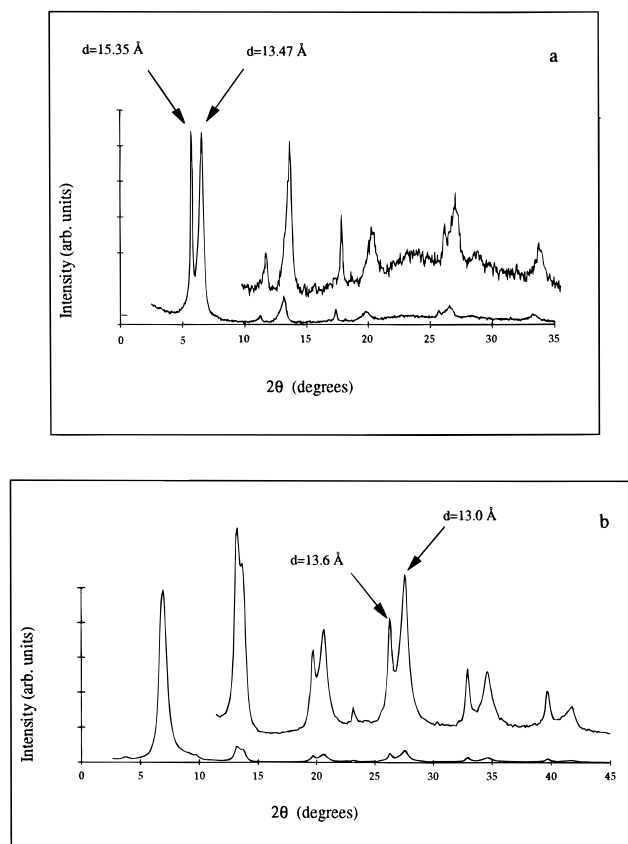 a
d=15.35 Å d=13.47 Å
Intensity (arb. units)
0 5 10 15 20 25 30 35
2θ (degrees)
b
d=13.0 Å
d=13.6 Å
Intensity (arb. units)
0 5 10 15 20 25 30 35 40 45
2θ (degrees)